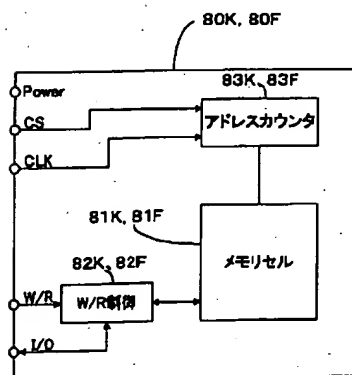 80K, 80F
83K, 83F
Power
アドレスカウンタ
CS
CLK
81K, 81F
メモリセル
82K, 82F
W/R
W/R制御
I/O